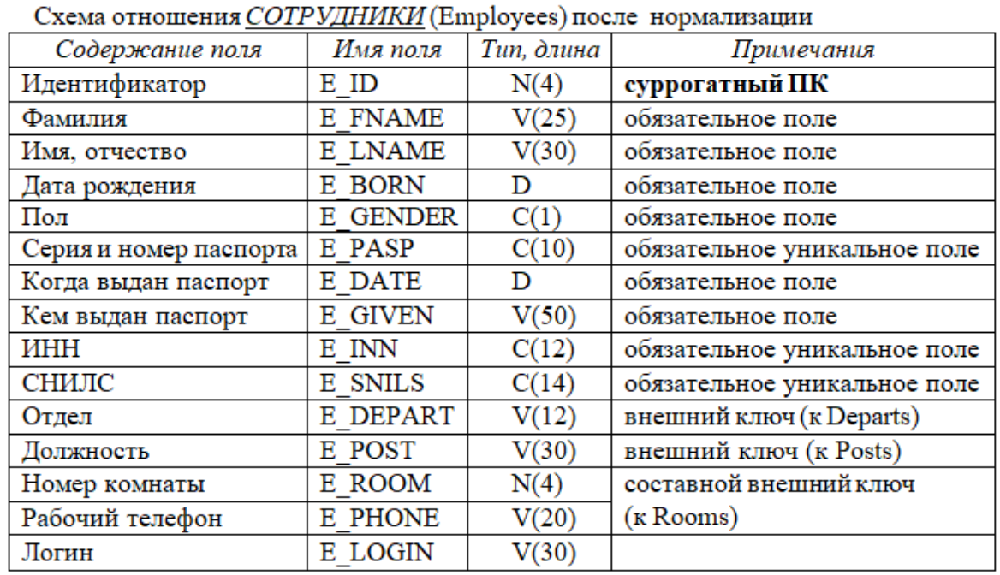 Схема отношения СОТРУДНИКИ (Employees) после нормализации
Содержание поля Имя поля Тип, длина Примечания
Идентификатор E_ID N(4) суррогатный ПК
Фамилия E_FNAME V(25) обязательное поле
Имя, отчество E_LNAME V(30) обязательное поле
Дата рождения E_BORN D обязательное поле
Пол E_GENDER C(1) обязательное поле
Серия и номер паспорта E_PASP C(10) обязательное уникальное поле
Когда выдан паспорт E_DATE D обязательное поле
Кем выдан паспорт E_GIVEN V(50) обязательное поле
ИНН E_INN C(12) обязательное уникальное поле
СНИЛС E_SNILS C(14) обязательное уникальное поле
Отдел E_DEPART V(12) внешний ключ (к Departs)
Должность E_POST V(30) внешний ключ (к Posts)
Номер комнаты E_ROOM N(4) составной внешний ключ
Рабочий телефон E_PHONE V(20) (к Rooms)
Логин E_LOGIN V(30)